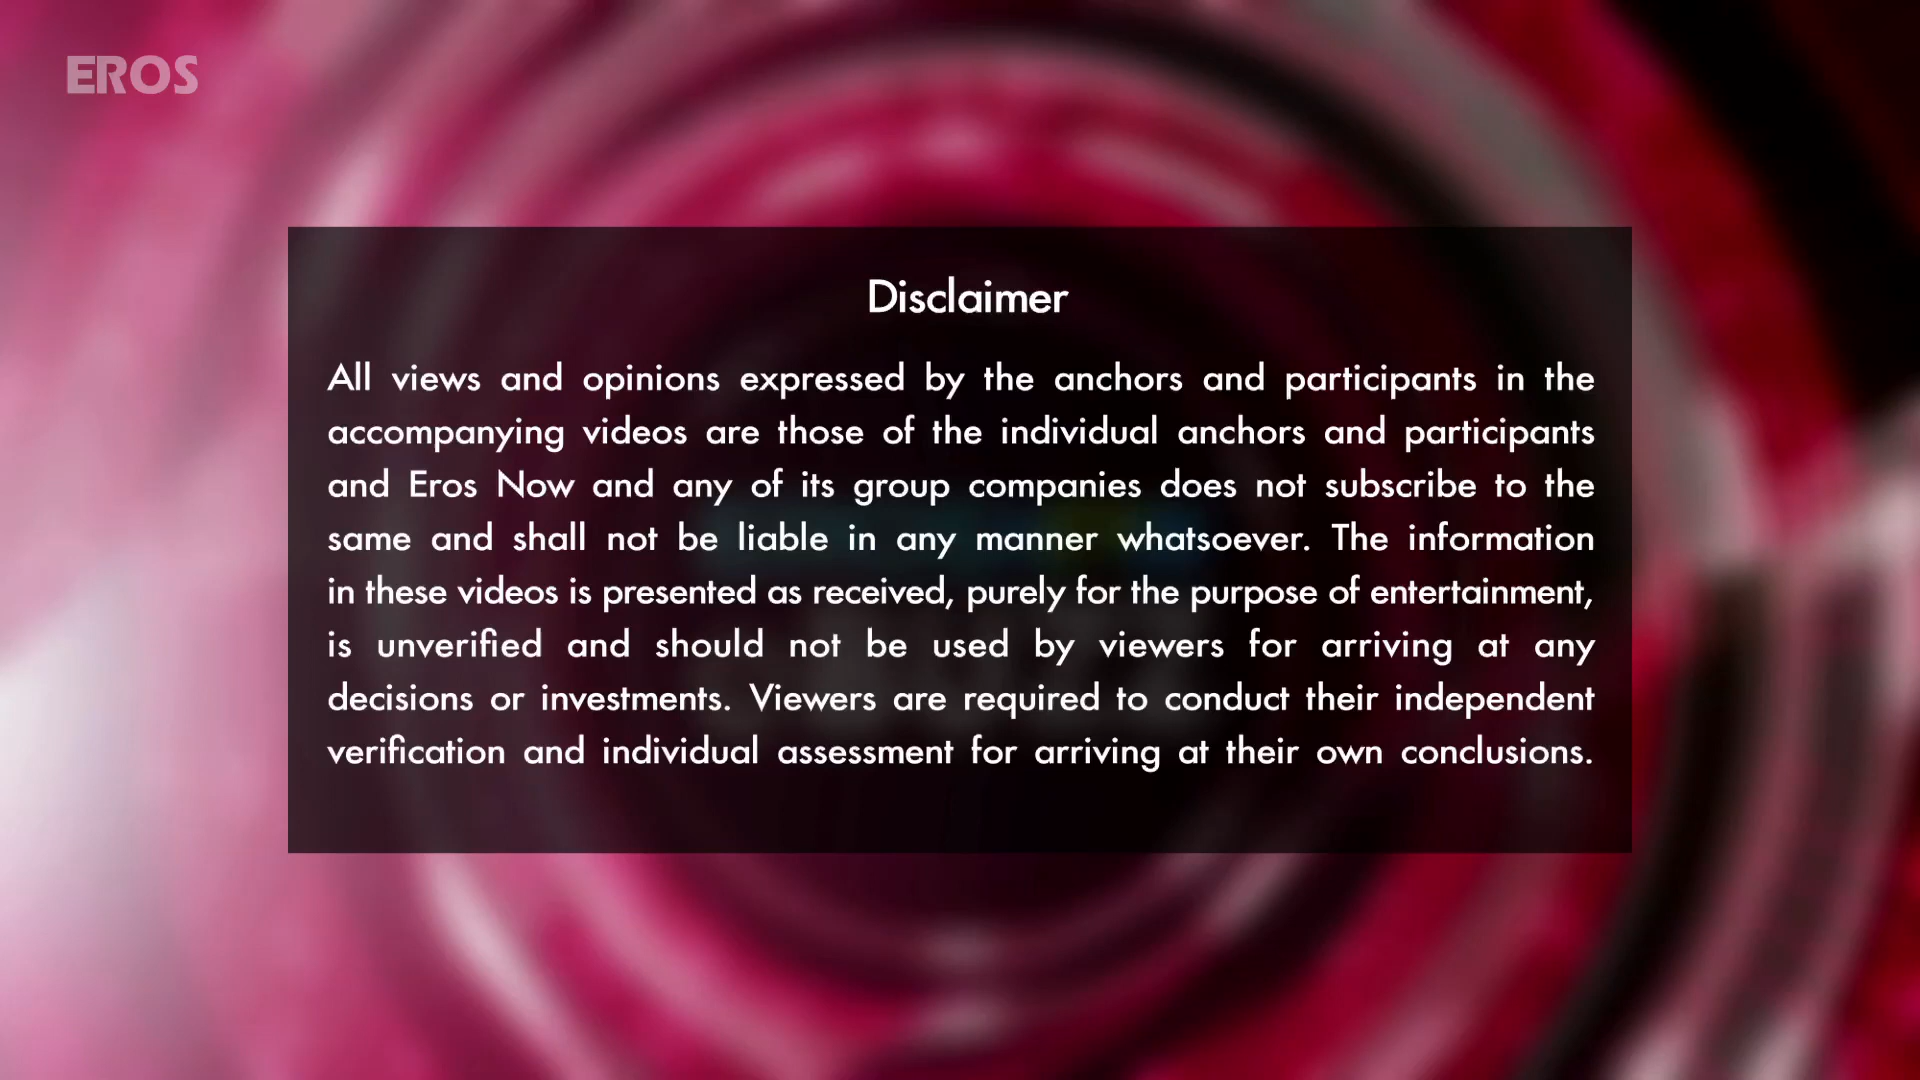 EROS
Disclaimer
All views and opinions expressed by the anchors and participants in the
accompanying videos are those of the individual anchors and participants
and Eros Now and any of its group companies does not subscribe to the
same and shall not be liable in any manner whatsoever. The information
in these videos is presented as received, purely for the purpose of entertainment,
is unverified and should not be used by viewers for arriving at any
decisions or investments. Viewers are required to conduct their independent
verification and individual assessment for arriving at their own conclusions.